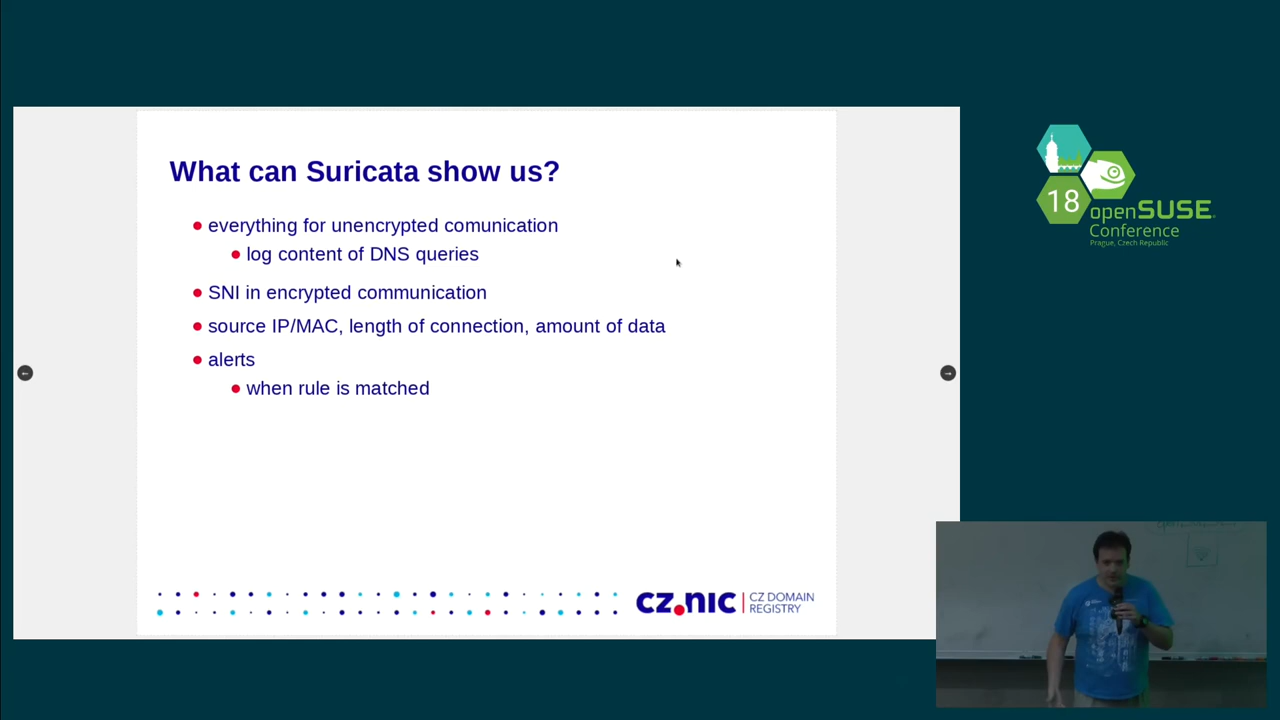 What can Suricata show us?
everything for unencrypted comunication
log content of DNS queries
SNI in encrypted communication
source IP/MAC, length of connection, amount of data
alerts
when rule is matched
CZ.NIC
CZ DOMAIN
REGISTRY
18
openSUSE
Conference
Prague, Czech Republic